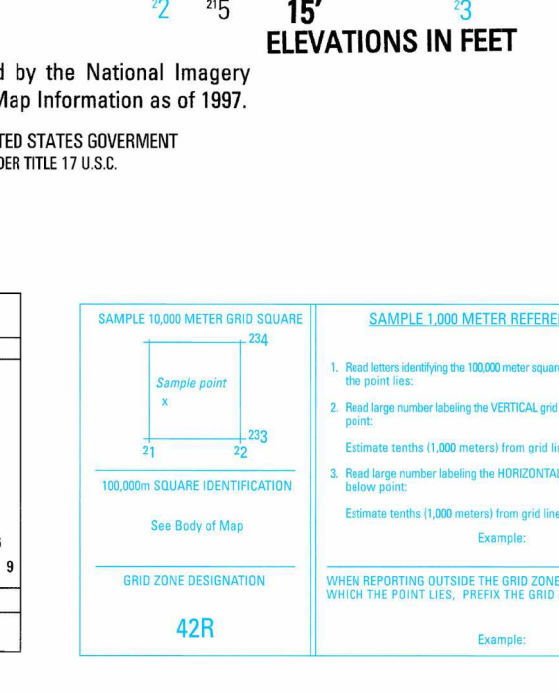 22 215 15' 23
ELEVATIONS IN FEET
d by the National Imagery
Map Information as of 1997.
TED STATES GOVERMENT
DER TITLE 17 U.S.C.
9
SAMPLE 10,000 METER GRID SQUARE
234
Sample point
x
233
21 22
100,000m SQUARE IDENTIFICATION
See Body of Map
GRID ZONE DESIGNATION
42R
SAMPLE 1,000 METER REFERE
1. Read letters identifying the 100,000 meter square
the point lies:
2. Read large number labeling the VERTICAL grid
point:
Estimate tenths (1,000 meters) from grid li
3. Read large number labeling the HORIZONTAL
below point:
Estimate tenths (1,000 meters) from grid line
Example:
WHEN REPORTING OUTSIDE THE GRID ZONE
WHICH THE POINT LIES, PREFIX THE GRID
Example: